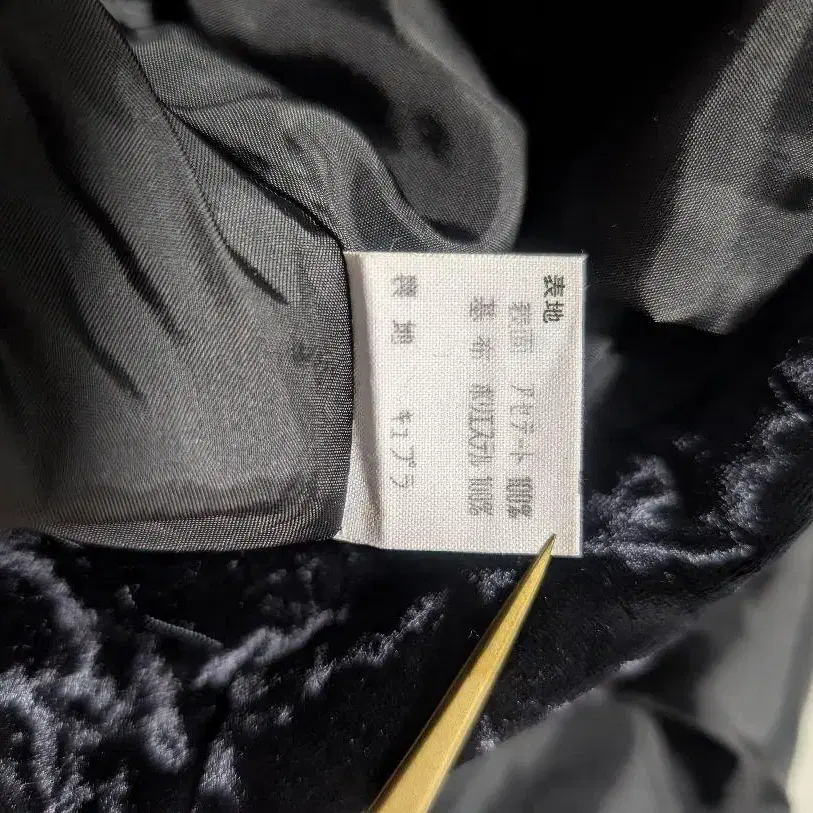 表地
表面 アセテート 100%
基布 ポリエステル 100%
裏地 キュプラ